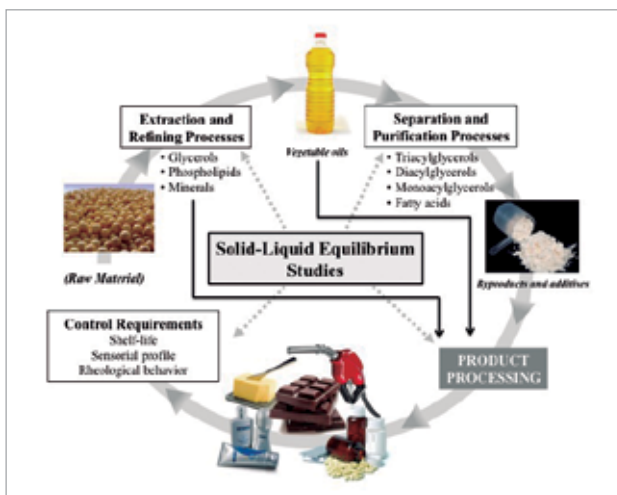 Extraction and
Refining Processes
• Glycerols
• Phospholipids
• Minerals
Vegetable oils
Separation and
Purification Processes
• Triacylglycerols
• Diacylglycerols
• Monoacylglycerols
• Fatty acids
(Raw Material)
Solid-Liquid Equilibrium
Studies
Byproducts and additives
Control Requirements
Shelf-life
Sensorial profile
Rheological behavior
PRODUCT
PROCESSING